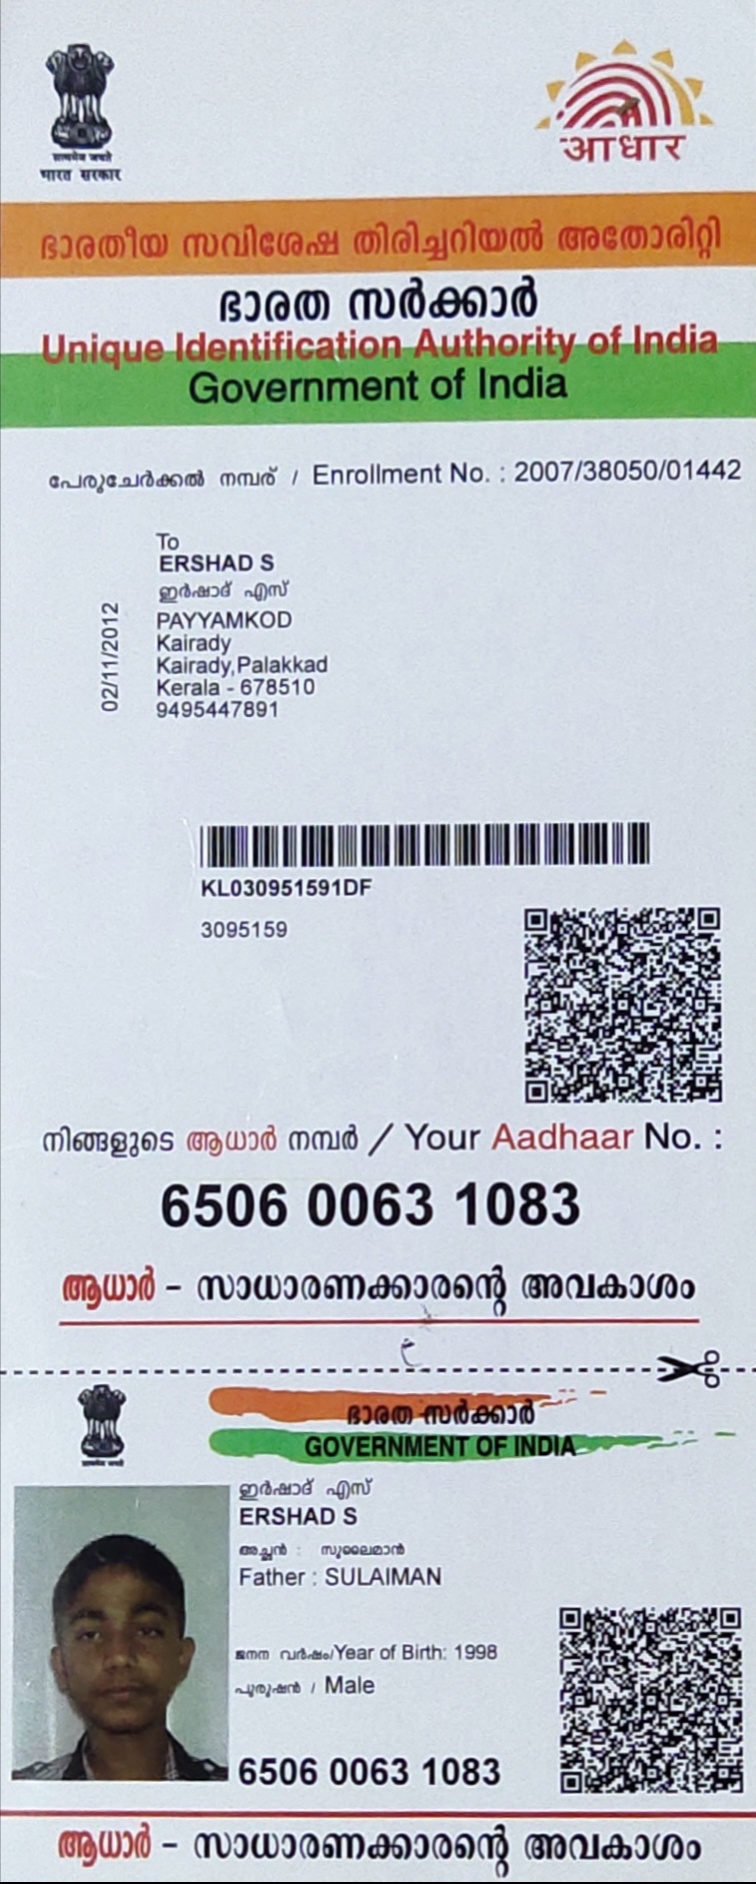 सत्यमेव जयते
भारत सरकार
आधार
ഭാരതീയ സവിശേഷ തിരിച്ചറിയൽ അതോരിറ്റി
ഭാരത സർക്കാർ
Unique Identification Authority of India
Government of India
പേരുചേർക്കൽ നമ്പര് / Enrollment No. : 2007/38050/01442
To
ERSHAD S
ഇർഷാദ് എസ്
PAYYAMKOD
Kairady
Kairady,Palakkad
Kerala - 678510
9495447891
02/11/2012
KL030951591DF
3095159
നിങ്ങളുടെ ആധാർ നമ്പർ / Your Aadhaar No. :
6506 0063 1083
ആധാർ - സാധാരണക്കാരന്റെ അവകാശം
ഭാരത സർക്കാർ
GOVERNMENT OF INDIA
ഇർഷാദ് എസ്
ERSHAD S
അച്ഛൻ : സുലൈമാൻ
Father : SULAIMAN
ജനന വർഷം/Year of Birth: 1998
പുരുഷൻ / Male
6506 0063 1083
ആധാർ - സാധാരണക്കാരന്റെ അവകാശം